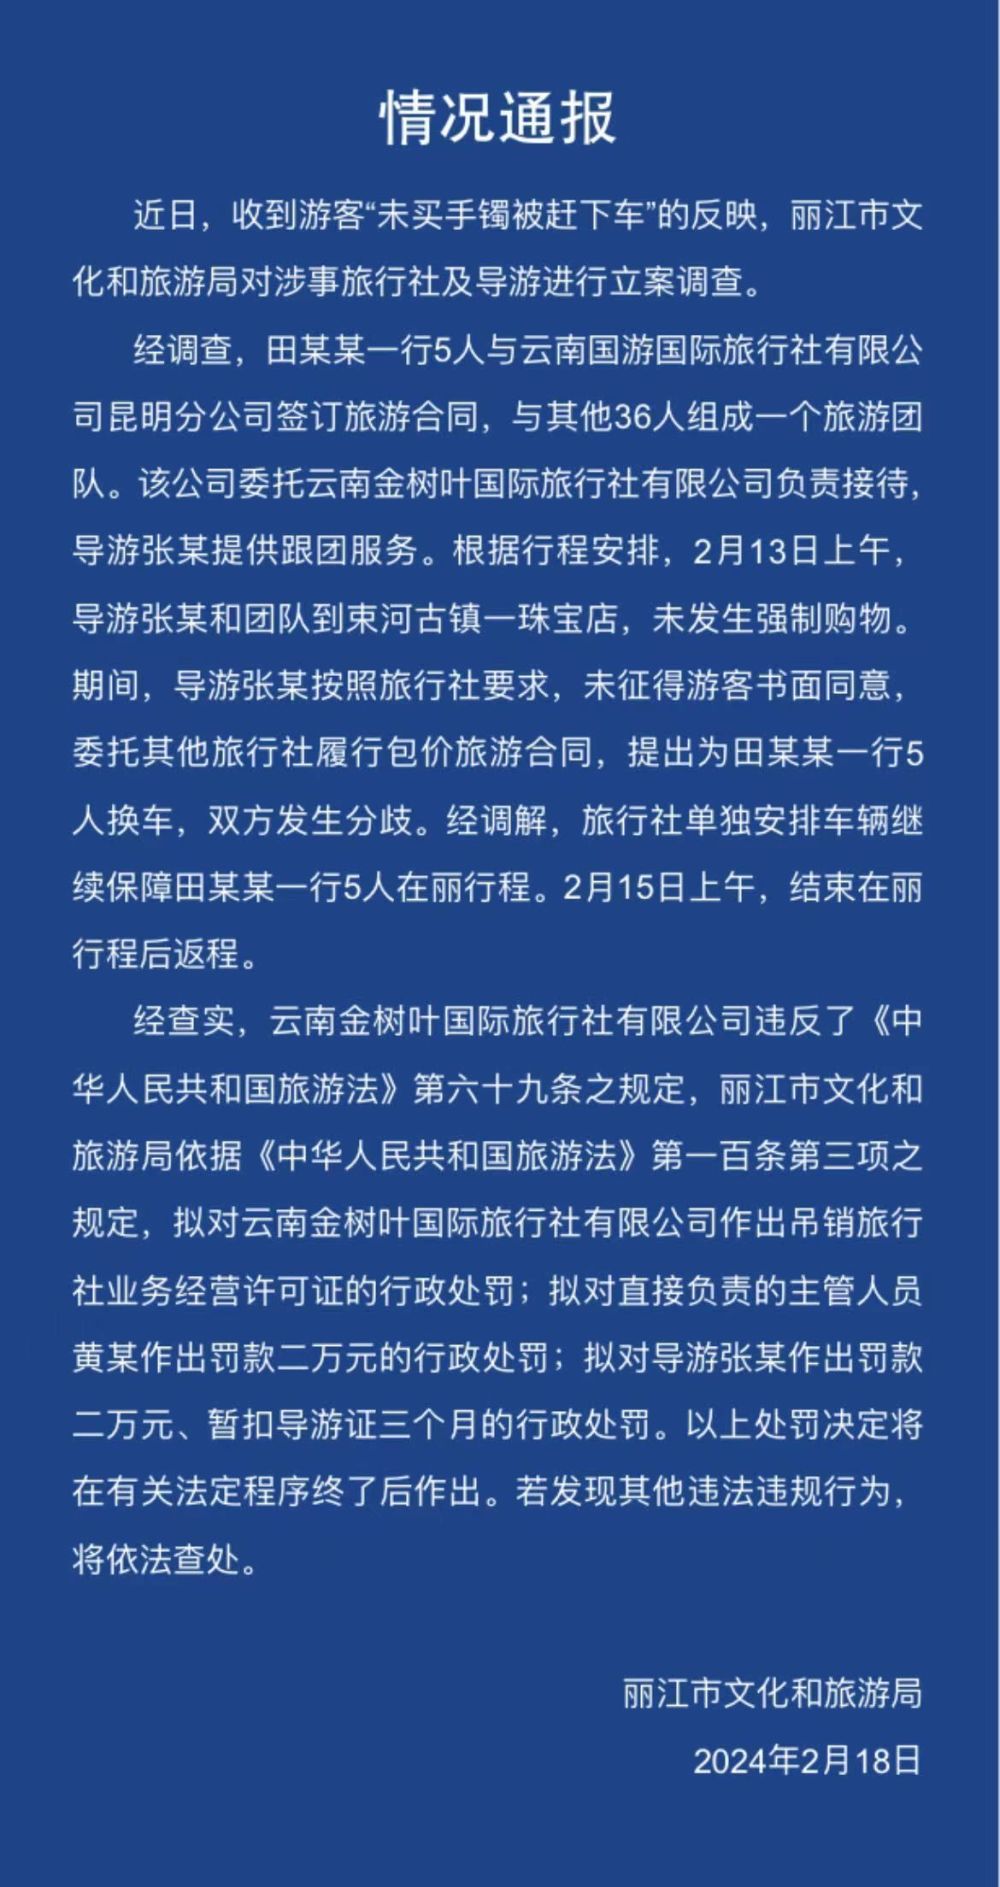 情况通报
近日，收到游客“未买手镯被赶下车”的反映，丽江市文
化和旅游局对涉事旅行社及导游进行立案调查。
经调查，田某某一行5人与云南国游国际旅行社有限公
司昆明分公司签订旅游合同，与其他36人组成一个旅游团
队。该公司委托云南金树叶国际旅行社有限公司负责接待，
导游张某提供跟团服务。根据行程安排，2月13日上午，
导游张某和团队到束河古镇一珠宝店，未发生强制购物。
期间，导游张某按照旅行社要求，未征得游客书面同意，
委托其他旅行社履行包价旅游合同，提出为田某某一行5
人换车，双方发生分歧。经调解，旅行社单独安排车辆继
续保障田某某一行5人在丽行程。2月15日上午，结束在丽
行程后返程。
经查实，云南金树叶国际旅行社有限公司违反了《中
华人民共和国旅游法》第六十九条之规定，丽江市文化和
旅游局依据《中华人民共和国旅游法》第一百条第三项之
规定，拟对云南金树叶国际旅行社有限公司作出吊销旅行
社业务经营许可证的行政处罚；拟对直接负责的主管人员
黄某作出罚款二万元的行政处罚；拟对导游张某作出罚款
二万元、暂扣导游证三个月的行政处罚。以上处罚决定将
在有关法定程序终了后作出。若发现其他违法违规行为，
将依法查处。
丽江市文化和旅游局
2024年2月18日